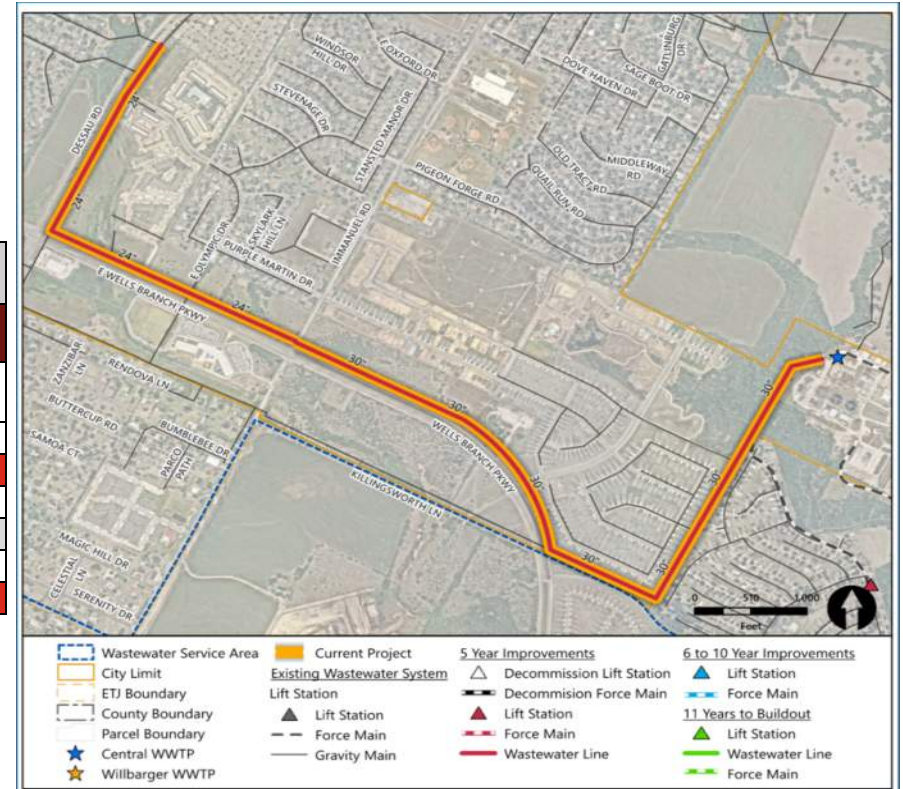 GATLINBURG
DR
WINDSOR
HILL DR
E OXFORD DR
DOVE HAVEN DR
SAGE BOOT DR
STEVENAGE DR
STANSTED MANOR DR
DESSAU RD
24"
OLD TRACT RD
MIDDLEWAY
RD
PIGEON FORGE RD
QUAIL RUN RD
24"
E OLYMPIC DR
SKYLARK
HILL LN
IMMANUEL RD
PURPLE MARTIN DR
24"
E WELLS BRANCH PKWY
24"
ZANZIBAR
LN
RENDOVA LN
30"
30"
BUTTERCUP RD
30"
SAMOA CT
BUMBLEBEE DR
PARCO
PATH
WELLS BRANCH PKWY
KILLINGSWORTH LN
30"
30"
MAGIC HILL DR
CELESTIAL
LN
SERENITY DR
30"
30"
0 510 1,020
Feet
Wastewater Service Area
City Limit
ETJ Boundary
County Boundary
Parcel Boundary
Central WWTP
Willbarger WWTP
Current Project
Existing Wastewater System
Lift Station
Lift Station
Force Main
Gravity Main
5 Year Improvements
Decommission Lift Station
Decommision Force Main
Lift Station
Force Main
Wastewater Line
6 to 10 Year Improvements
Lift Station
Force Main
11 Years to Buildout
Lift Station
Wastewater Line
Force Main